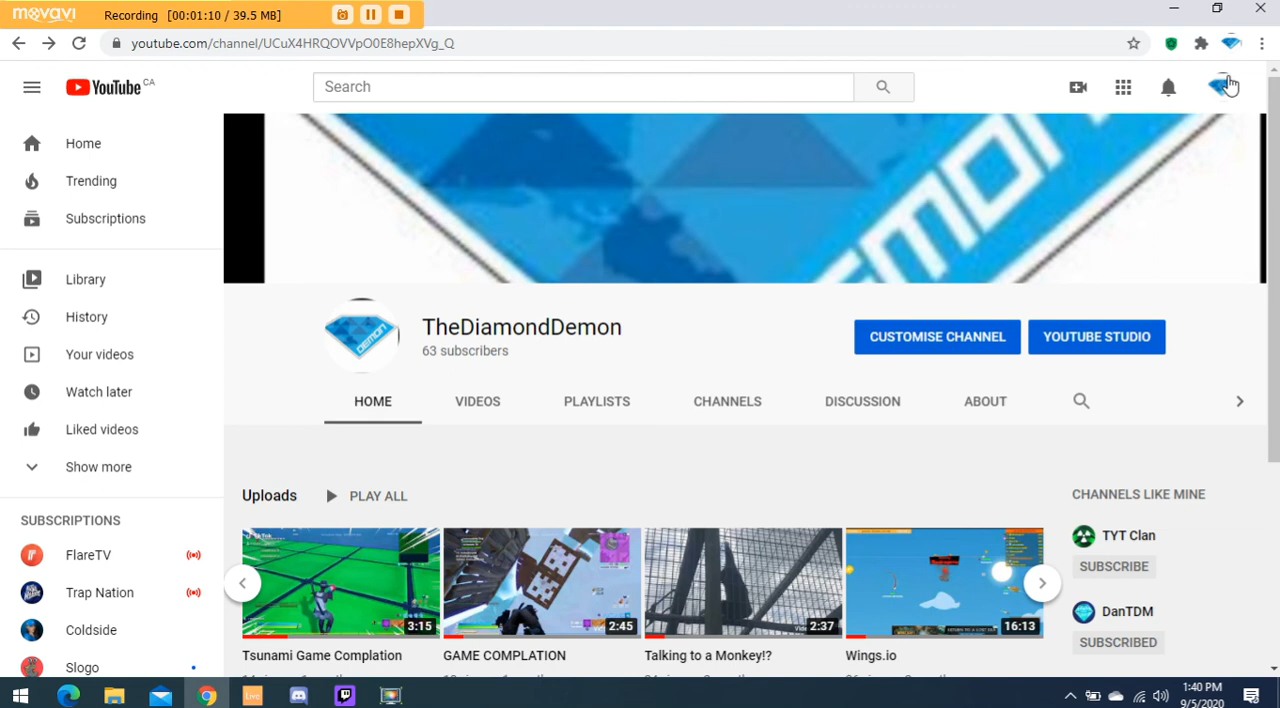 movavi Recording [00:01:10 / 39.5 MB]
youtube.com/channel/UCuX4HRQOVVpO0E8hepXVg_Q
YouTube CA
Search
Home
Trending
Subscriptions
Library
History
Your videos
Watch later
Liked videos
Show more
SUBSCRIPTIONS
FlareTV
Trap Nation
Coldside
Slogo
DEMON
DEMON
TheDiamondDemon
63 subscribers
CUSTOMISE CHANNEL
YOUTUBE STUDIO
HOME VIDEOS PLAYLISTS CHANNELS DISCUSSION ABOUT
Uploads PLAY ALL
3:15
2:45
2:37
16:13
Tsunami Game Complation
GAME COMPLATION
Talking to a Monkey!?
Wings.io
CHANNELS LIKE MINE
TYT Clan
SUBSCRIBE
DanTDM
SUBSCRIBED
live
1:40 PM
9/5/2020